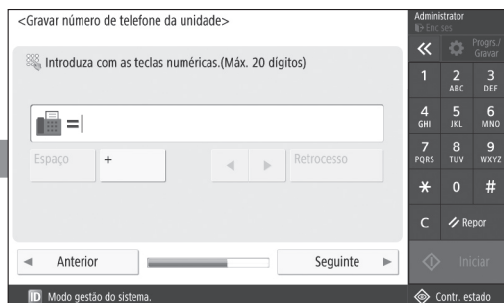 <Gravar número de telefone da unidade>
Introduza com as teclas numéricas.(Máx. 20 dígitos)
=
Espaço
+
Retrocesso
Anterior
Seguinte
ID Modo gestão do sistema.
Administrator
Enc ses
Progrs./
Gravar
1
2 ABC
3 DEF
4 GHI
5 JKL
6 MNO
7 PQRS
8 TUV
9 WXYZ
*
0
#
C
Repor
Iniciar
Contr. estado